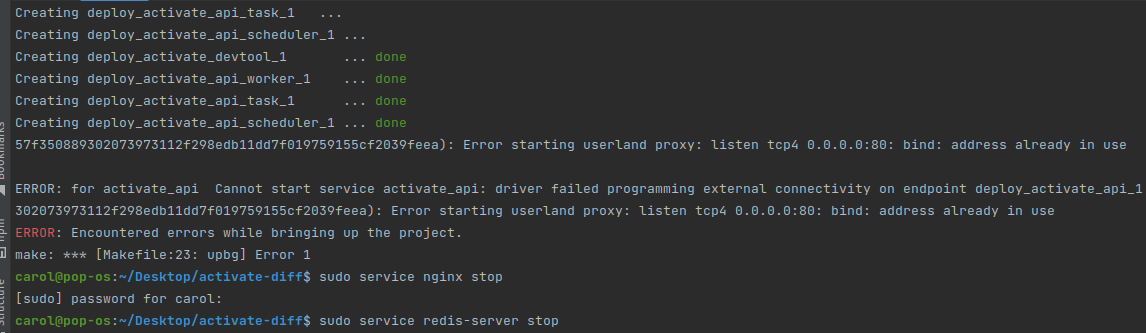 Creating deploy_activate_api_task_1   ...
Creating deploy_activate_api_scheduler_1 ...
Creating deploy_activate_devtool_1       ... done
Creating deploy_activate_api_worker_1    ... done
Creating deploy_activate_api_task_1      ... done
Creating deploy_activate_api_scheduler_1 ... done
57f350889302073973112f298edb11dd7f019759155cf2039feea): Error starting userland proxy: listen tcp4 0.0.0.0:80: bind: address already in use
ERROR: for activate_api  Cannot start service activate_api: driver failed programming external connectivity on endpoint deploy_activate_api_1
302073973112f298edb11dd7f019759155cf2039feea): Error starting userland proxy: listen tcp4 0.0.0.0:80: bind: address already in use
ERROR: Encountered errors while bringing up the project.
make: *** [Makefile:23: upbg] Error 1
carol@pop-os:~/Desktop/activate-diff$ sudo service nginx stop
[sudo] password for carol:
carol@pop-os:~/Desktop/activate-diff$ sudo service redis-server stop
Bookmarks
npm
Structure